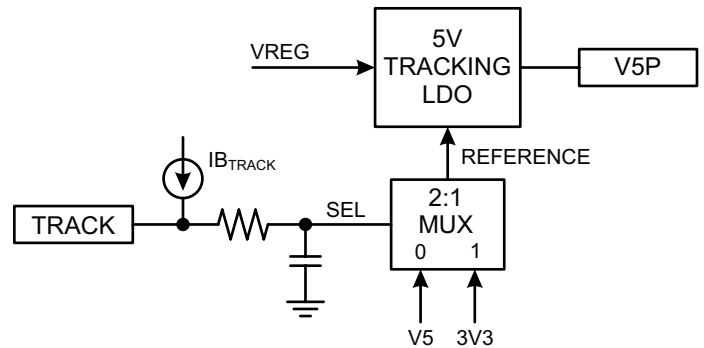 5V
TRACKING
LDO
VREG
V5P
IBTRACK
REFERENCE
TRACK
SEL
2:1
MUX
0 1
V5 3V3